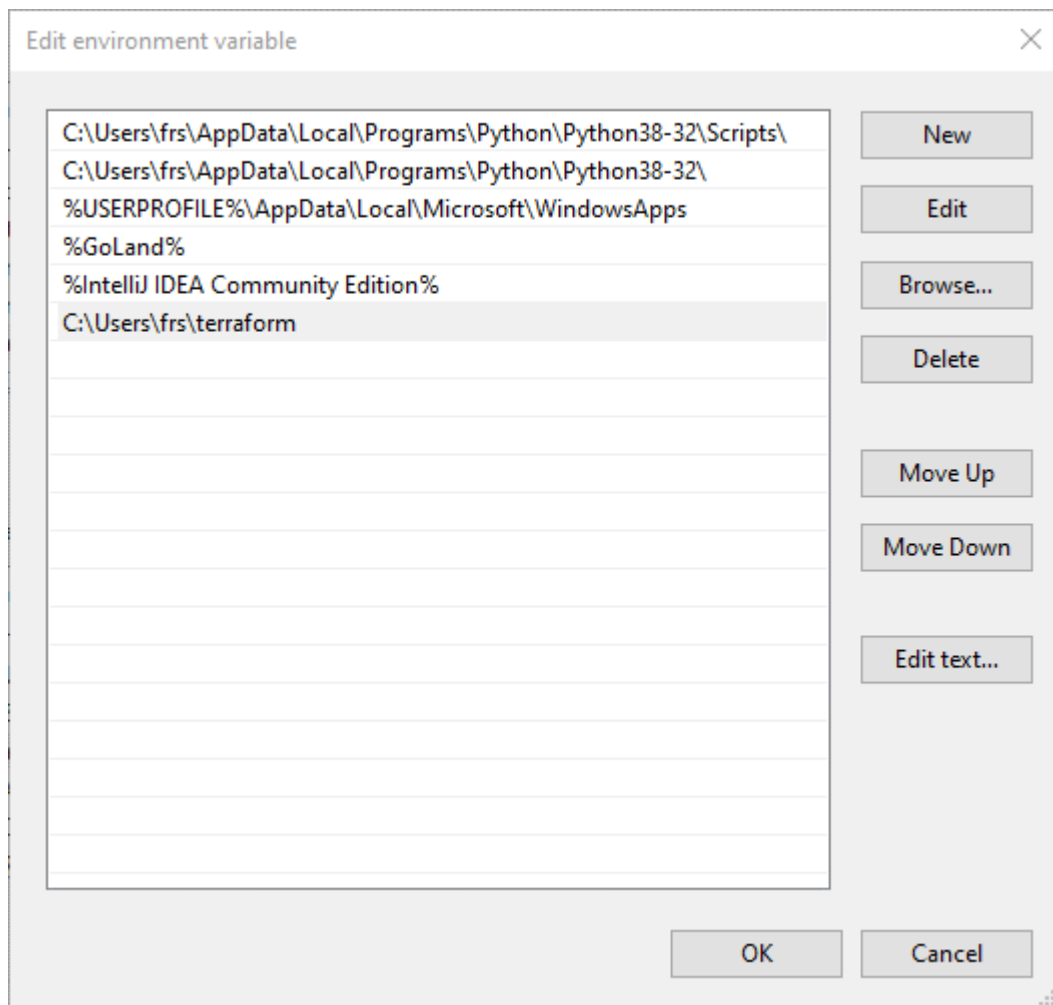 Edit environment variable
C:\Users\frs\AppData\Local\Programs\Python\Python38-32\Scripts\
C:\Users\frs\AppData\Local\Programs\Python\Python38-32\
%USERPROFILE%\AppData\Local\Microsoft\WindowsApps
%GoLand%
%IntelliJ IDEA Community Edition%
C:\Users\frs\terraform
New
Edit
Browse...
Delete
Move Up
Move Down
Edit text...
OK
Cancel